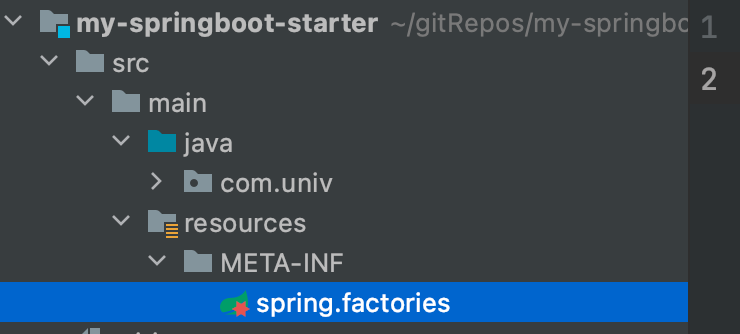 my-springboot-starter ~/gitRepos/my-springbo 1
src 2
main
java
com.univ
resources
META-INF
spring.factories